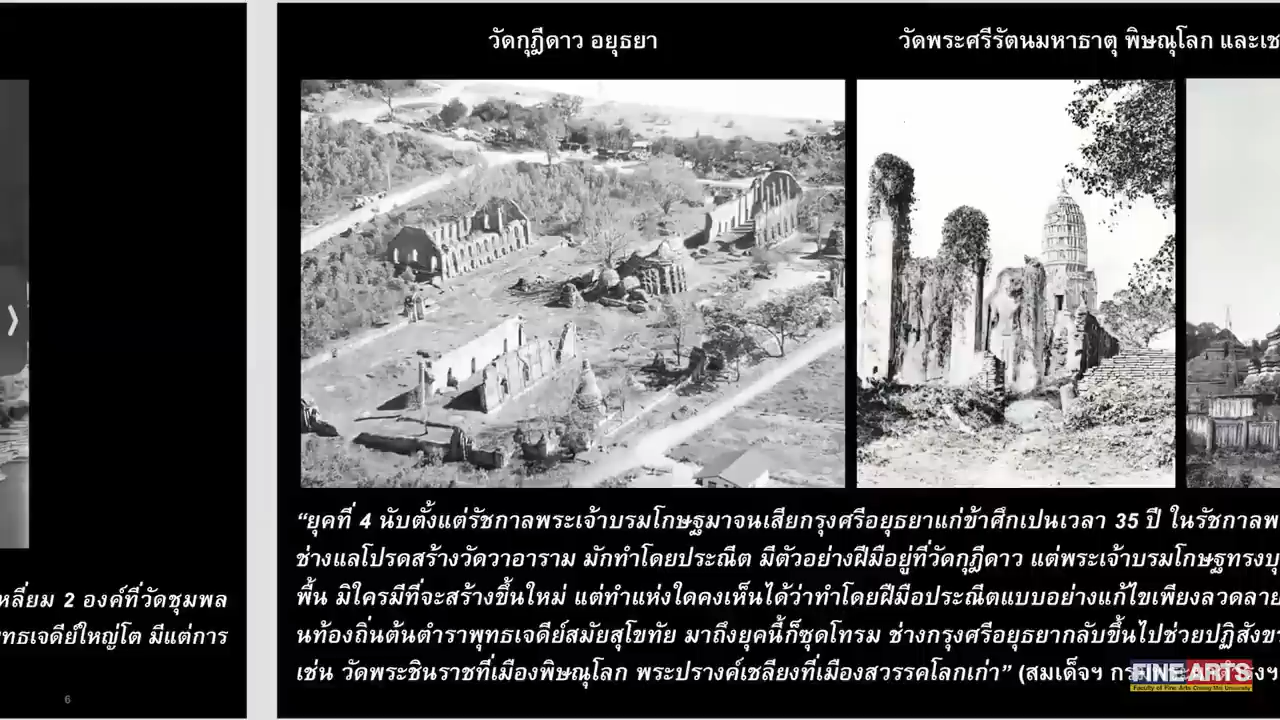 วัดกุฎีดาว อยุธยา
วัดพระศรีรัตนมหาธาตุ พิษณุโลก และเช
“ยุคที่ 4 นับตั้งแต่รัชกาลพระเจ้าบรมโกษฐมาจนเสียกรุงศรีอยุธยาแก่ข้าศึกเปนเวลา 35 ปี ในรัชกาลพ
ช่างแลโปรดสร้างวัดวาอาราม มักทำโดยประณีต มีตัวอย่างฝีมืออยู่ที่วัดกุฎีดาว แต่พระเจ้าบรมโกษฐทรงบุ
พื้น มิใครมีที่จะสร้างขึ้นใหม่ แต่ทำแห่งใดคงเห็นได้ว่าทำโดยฝีมือประณีตแบบอย่างแก้ไขเพียงลวดลาย
นท้องถิ่นต้นตำราพุทธเจดีย์สมัยสุโขทัย มาถึงยุคนี้ก็ซุดโทรม ช่างกรุงศรีอยุธยากลับขึ้นไปช่วยปฏิสังข
เช่น วัดพระชินราชที่เมืองพิษณุโลก พระปรางค์เชลียงที่เมืองสวรรคโลกเก่า” (สมเด็จฯ
หลี่ยม 2 องค์ที่วัดชุมพล
ทธเจดีย์ใหญ่โต มีแต่การ
6
FINE ARTS
Faculty of Fine Arts Chiang Mai University